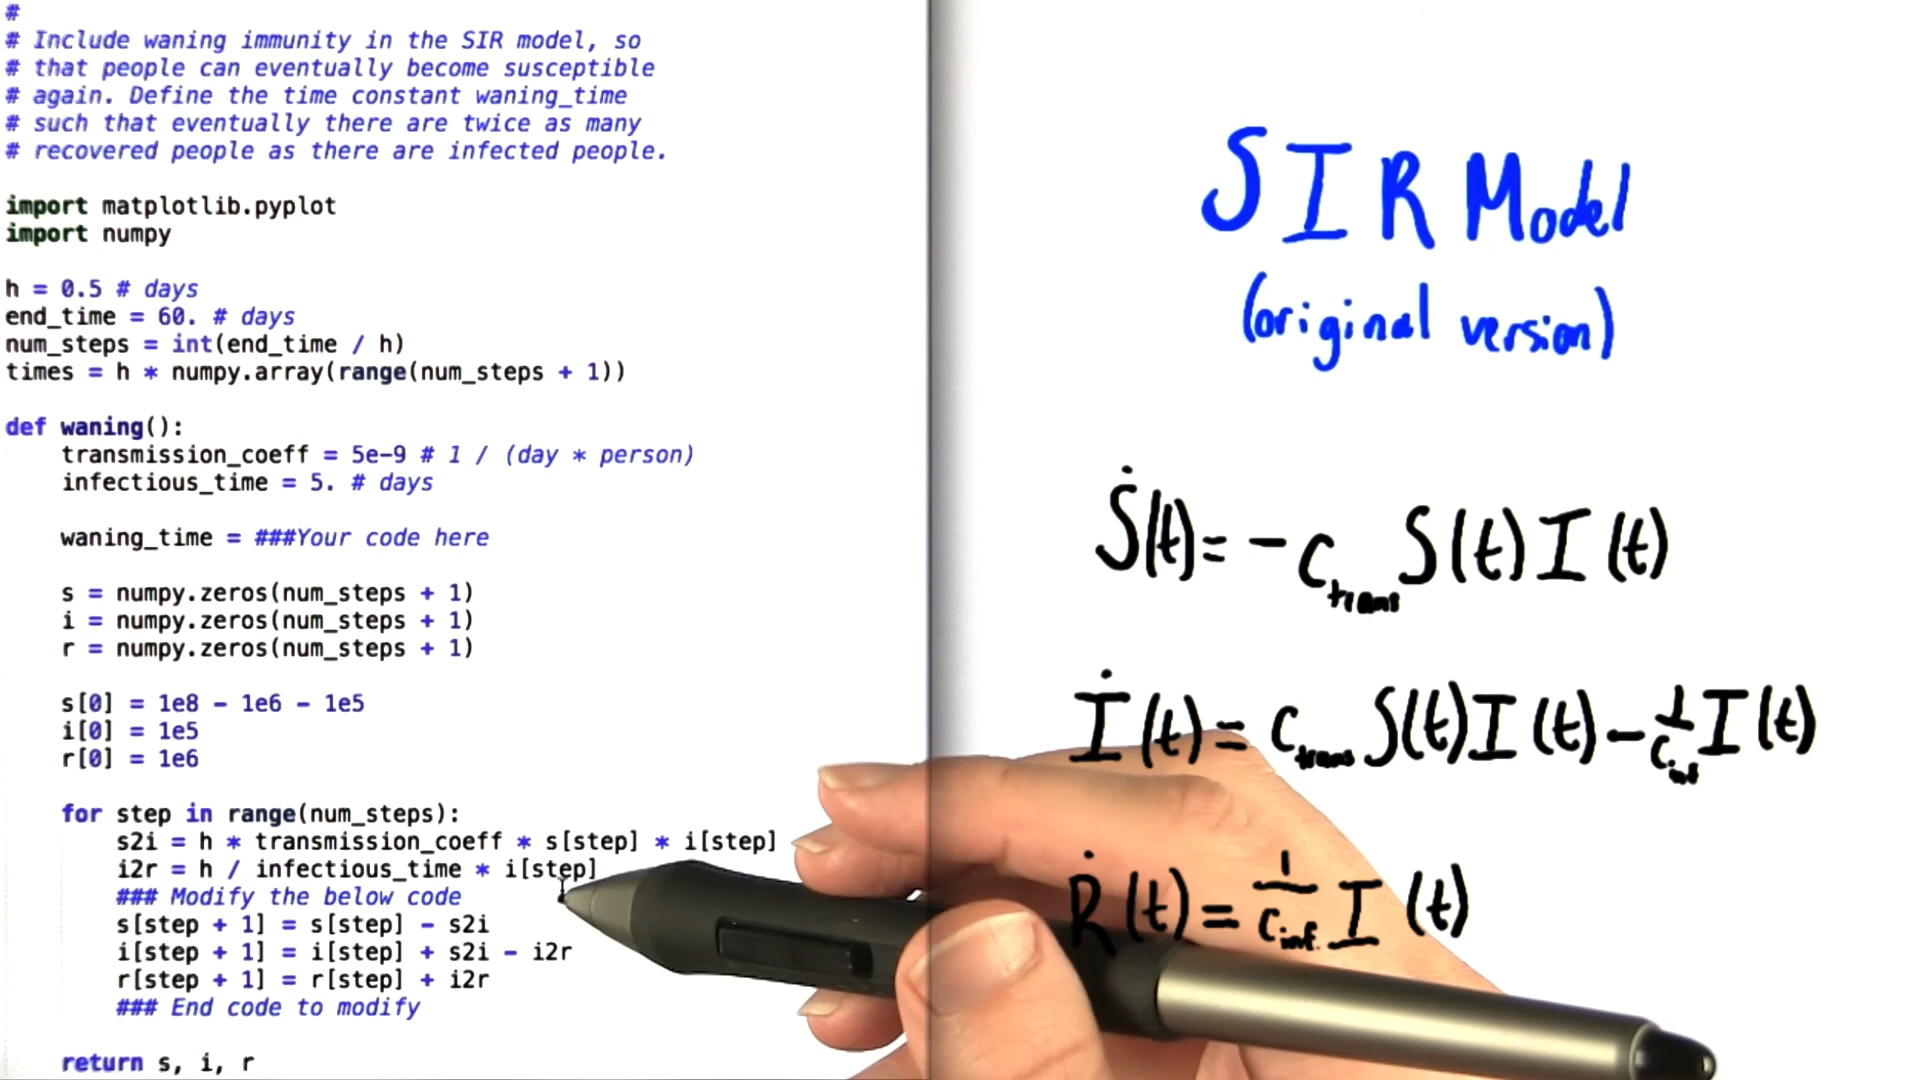 #
# Include waning immunity in the SIR model, so
# that people can eventually become susceptible
# again. Define the time constant waning_time
# such that eventually there are twice as many
# recovered people as there are infected people.
import matplotlib.pyplot
import numpy
h = 0.5 # days
end_time = 60. # days
num_steps = int(end_time / h)
times = h * numpy.array(range(num_steps + 1))
def waning():
    transmission_coeff = 5e-9 # 1 / (day * person)
    infectious_time = 5. # days
    waning_time = ###Your code here
    s = numpy.zeros(num_steps + 1)
    i = numpy.zeros(num_steps + 1)
    r = numpy.zeros(num_steps + 1)
    s[0] = 1e8 - 1e6 - 1e5
    i[0] = 1e5
    r[0] = 1e6
    for step in range(num_steps):
        s2i = h * transmission_coeff * s[step] * i[step]
        i2r = h / infectious_time * i[step]
        ### Modify the below code
        s[step + 1] = s[step] - s2i
        i[step + 1] = i[step] + s2i - i2r
        r[step + 1] = r[step] + i2r
        ### End code to modify
    return s, i, r
SIR Model
(original version)
Ṡ(t) = -c_trans S(t) I(t)
İ(t) = c_trans S(t) I(t) - 1/c_inf I(t)
Ṙ(t) = 1/c_inf. I(t)